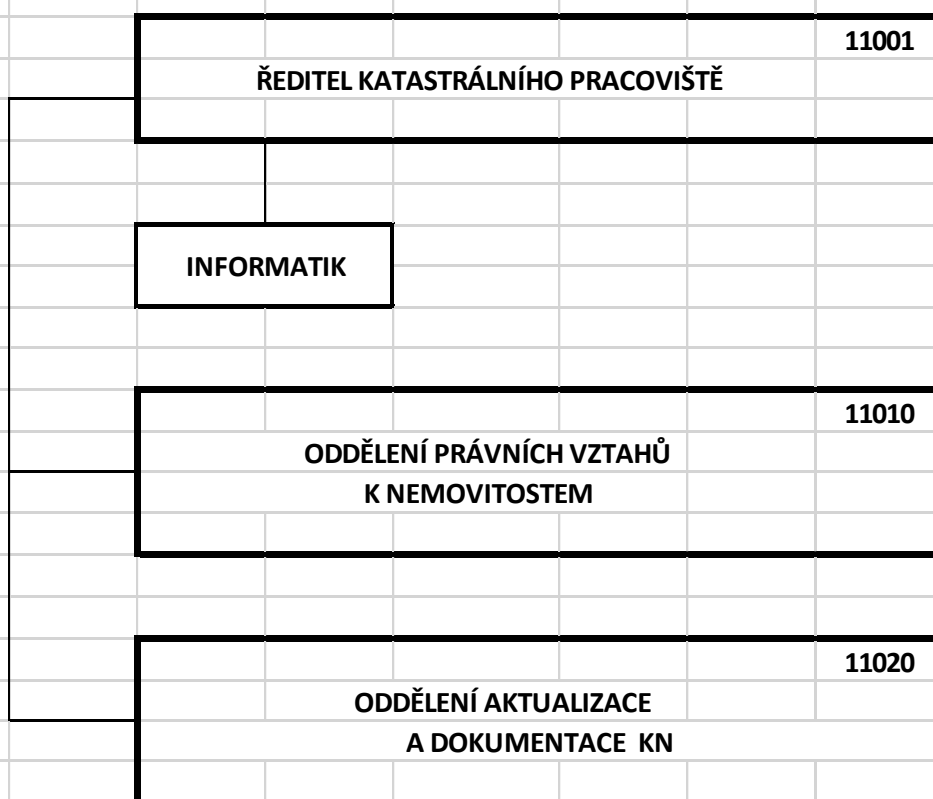 11001
ŘEDITEL KATASTRÁLNÍHO PRACOVIŠTĚ
INFORMATIK
11010
ODDĚLENÍ PRÁVNÍCH VZTAHŮ
K NEMOVITOSTEM
11020
ODDĚLENÍ AKTUALIZACE
A DOKUMENTACE  KN